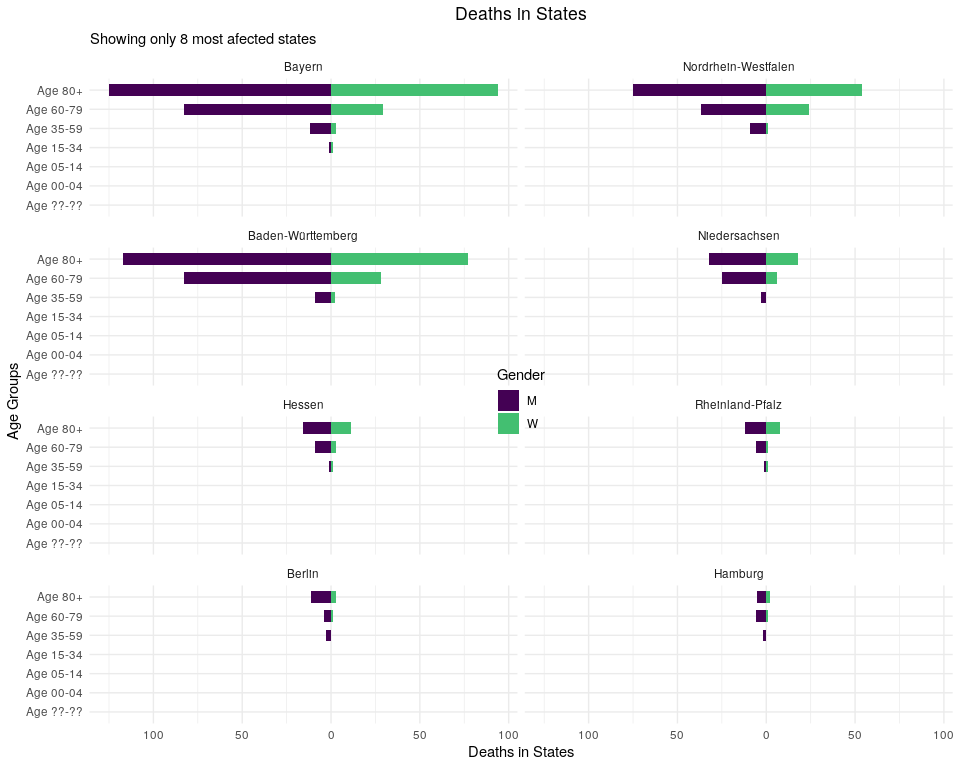 Deaths in States
Showing only 8 most afected states
Bayern
Nordrhein-Westfalen
Age 80+
Age 60-79
Age 35-59
Age 15-34
Age 05-14
Age 00-04
Age ??-??
Baden-Württemberg
Niedersachsen
Age 80+
Age 60-79
Age 35-59
Age 15-34
Age 05-14
Age 00-04
Age ??-??
Age Groups
Gender
M
W
Hessen
Rheinland-Pfalz
Age 80+
Age 60-79
Age 35-59
Age 15-34
Age 05-14
Age 00-04
Age ??-??
Berlin
Hamburg
Age 80+
Age 60-79
Age 35-59
Age 15-34
Age 05-14
Age 00-04
Age ??-??
100 50 0 50 100 100 50 0 50 100
Deaths in States